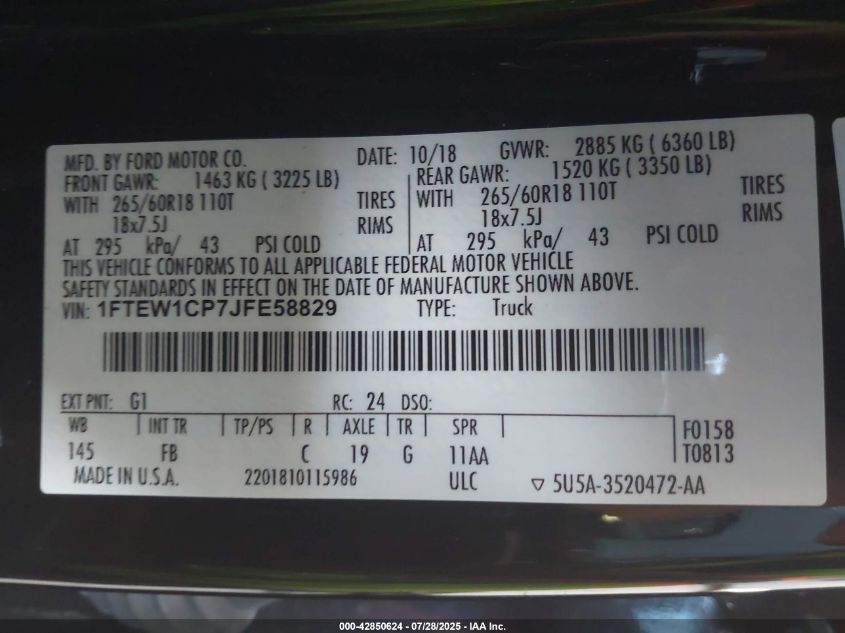 MFD. BY FORD MOTOR CO. DATE: 10/18 GVWR: 2885 KG ( 6360 LB)
FRONT GAWR: 1463 KG ( 3225 LB) REAR GAWR: 1520 KG ( 3350 LB)
WITH 265/60R18 110T TIRES WITH 265/60R18 110T TIRES
18x7.5J RIMS 18x7.5J RIMS
AT 295 kPa/ 43 PSI COLD AT 295 kPa/ 43 PSI COLD
THIS VEHICLE CONFORMS TO ALL APPLICABLE FEDERAL MOTOR VEHICLE
SAFETY STANDARDS IN EFFECT ON THE DATE OF MANUFACTURE SHOWN ABOVE.
VIN: 1FTEW1CP7JFE58829 TYPE: Truck
EXT PNT: G1 RC: 24 DSO:
WB INT TR TP/PS R AXLE TR SPR F0158
145 FB C 19 G 11AA T0813
MADE IN U.S.A. 2201810115986 ULC ▽ 5U5A-3520472-AA
000-42850624 / 07/28/2025 - IAA Inc.